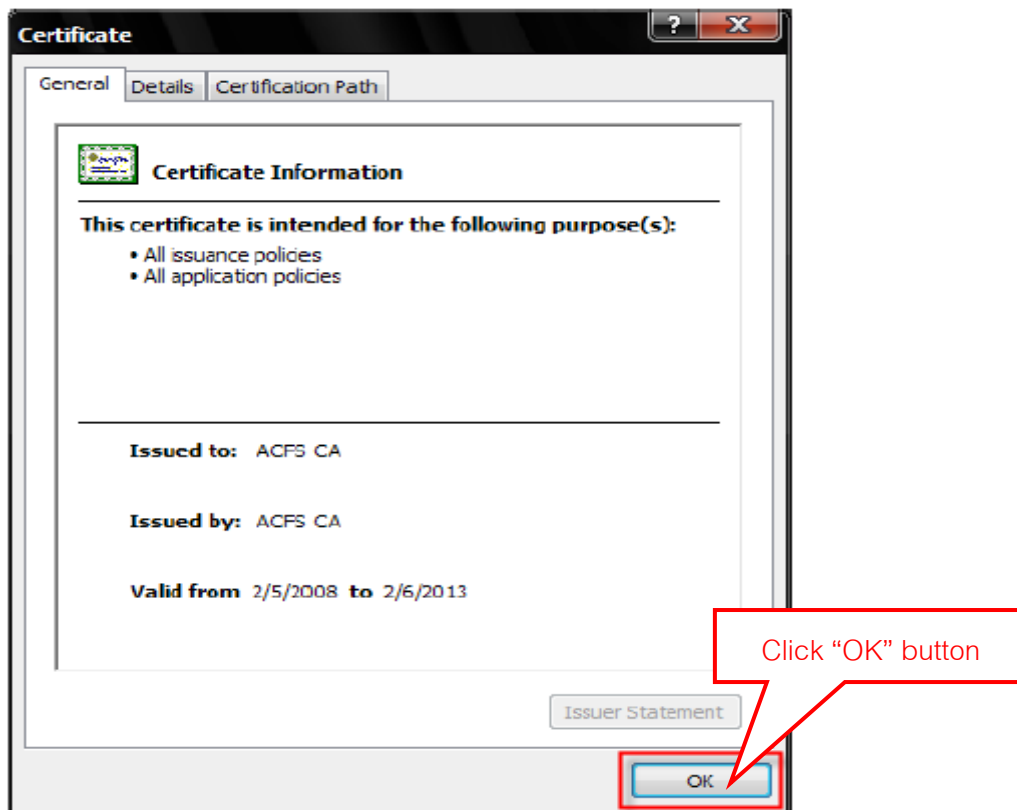 Certificate
?
X
General Details Certification Path
Certificate Information
This certificate is intended for the following purpose(s):
• All issuance policies
• All application policies
Issued to: ACFS CA
Issued by: ACFS CA
Valid from 2/5/2008 to 2/6/2013
Click “OK” button
Issuer Statement
OK